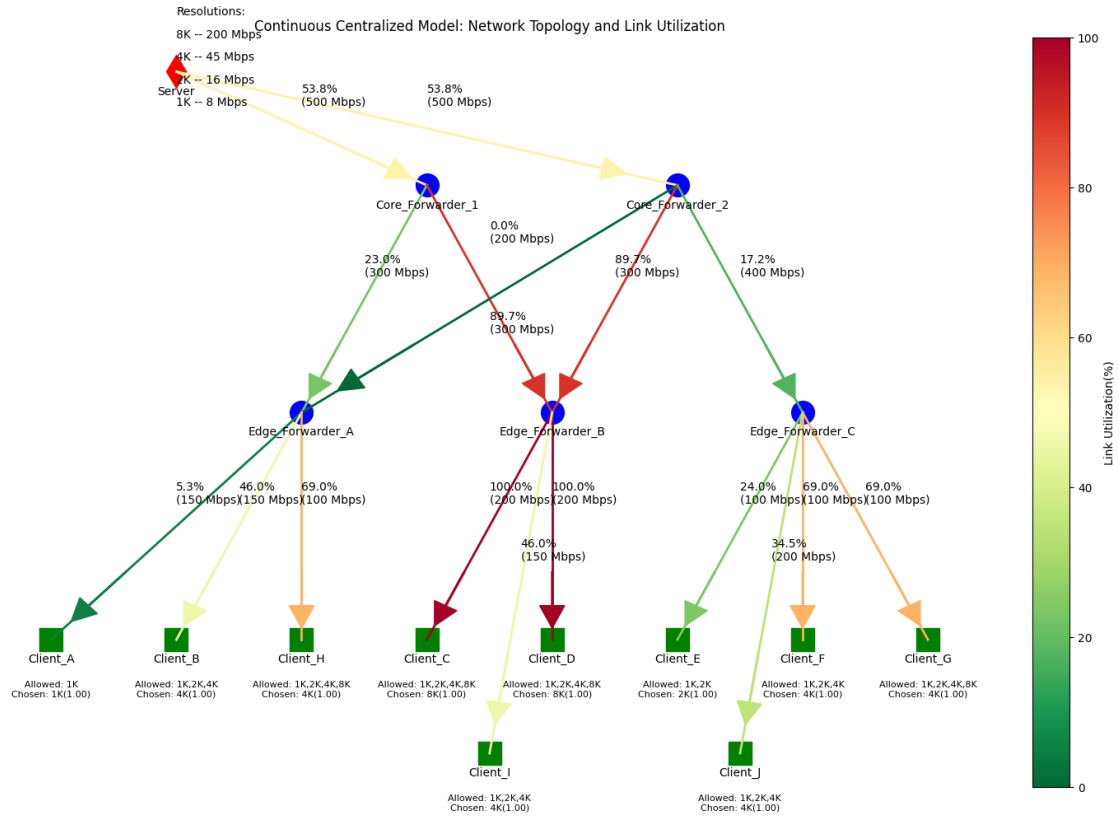 Resolutions:
Continuous Centralized Model: Network Topology and Link Utilization
8K -- 200 Mbps
4K -- 45 Mbps
2K -- 16 Mbps
1K -- 8 Mbps
Server
53.8%
(500 Mbps)
53.8%
(500 Mbps)
Core_Forwarder_1
Core_Forwarder_2
0.0%
(200 Mbps)
23.0%
(300 Mbps)
89.7%
(300 Mbps)
17.2%
(400 Mbps)
89.7%
(300 Mbps)
Edge_Forwarder_A
Edge_Forwarder_B
Edge_Forwarder_C
5.3%
(150 Mbps)
46.0%
(150 Mbps)
69.0%
(100 Mbps)
100.0%
(200 Mbps)
100.0%
(200 Mbps)
24.0%
(100 Mbps)
69.0%
(100 Mbps)
69.0%
(100 Mbps)
46.0%
(150 Mbps)
34.5%
(200 Mbps)
Client_A
Allowed: 1K
Chosen: 1K(1.00)
Client_B
Allowed: 1K,2K,4K
Chosen: 4K(1.00)
Client_H
Allowed: 1K,2K,4K,8K
Chosen: 4K(1.00)
Client_C
Allowed: 1K,2K,4K,8K
Chosen: 8K(1.00)
Client_D
Allowed: 1K,2K,4K,8K
Chosen: 8K(1.00)
Client_E
Allowed: 1K,2K
Chosen: 2K(1.00)
Client_F
Allowed: 1K,2K,4K
Chosen: 4K(1.00)
Client_G
Allowed: 1K,2K,4K,8K
Chosen: 4K(1.00)
Client_I
Allowed: 1K,2K,4K
Chosen: 4K(1.00)
Client_J
Allowed: 1K,2K,4K
Chosen: 4K(1.00)
100
80
60
40
20
0
Link Utilization(%)